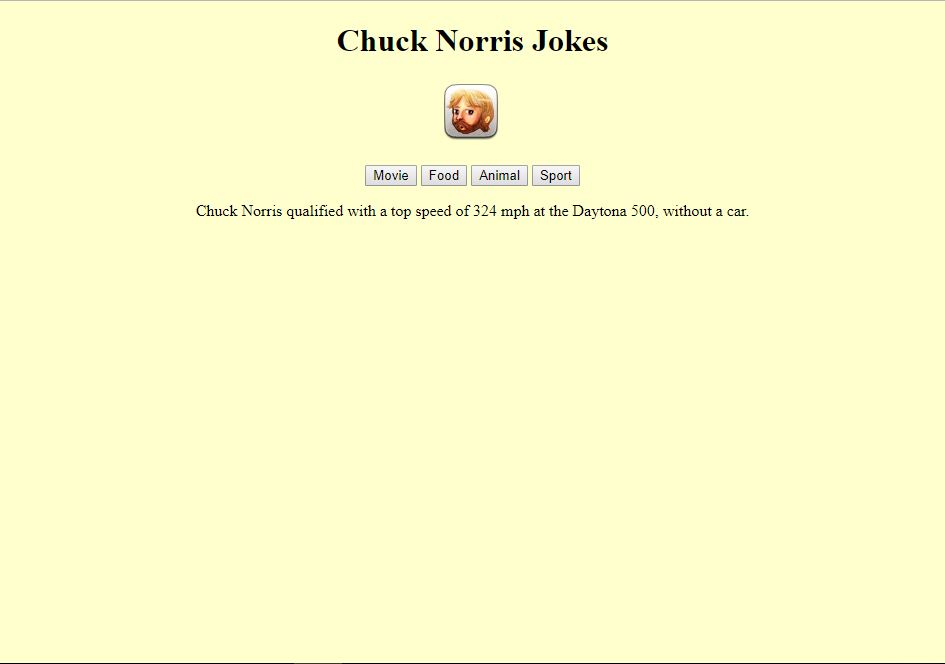 Chuck Norris Jokes
Movie Food Animal Sport
Chuck Norris qualified with a top speed of 324 mph at the Daytona 500, without a car.